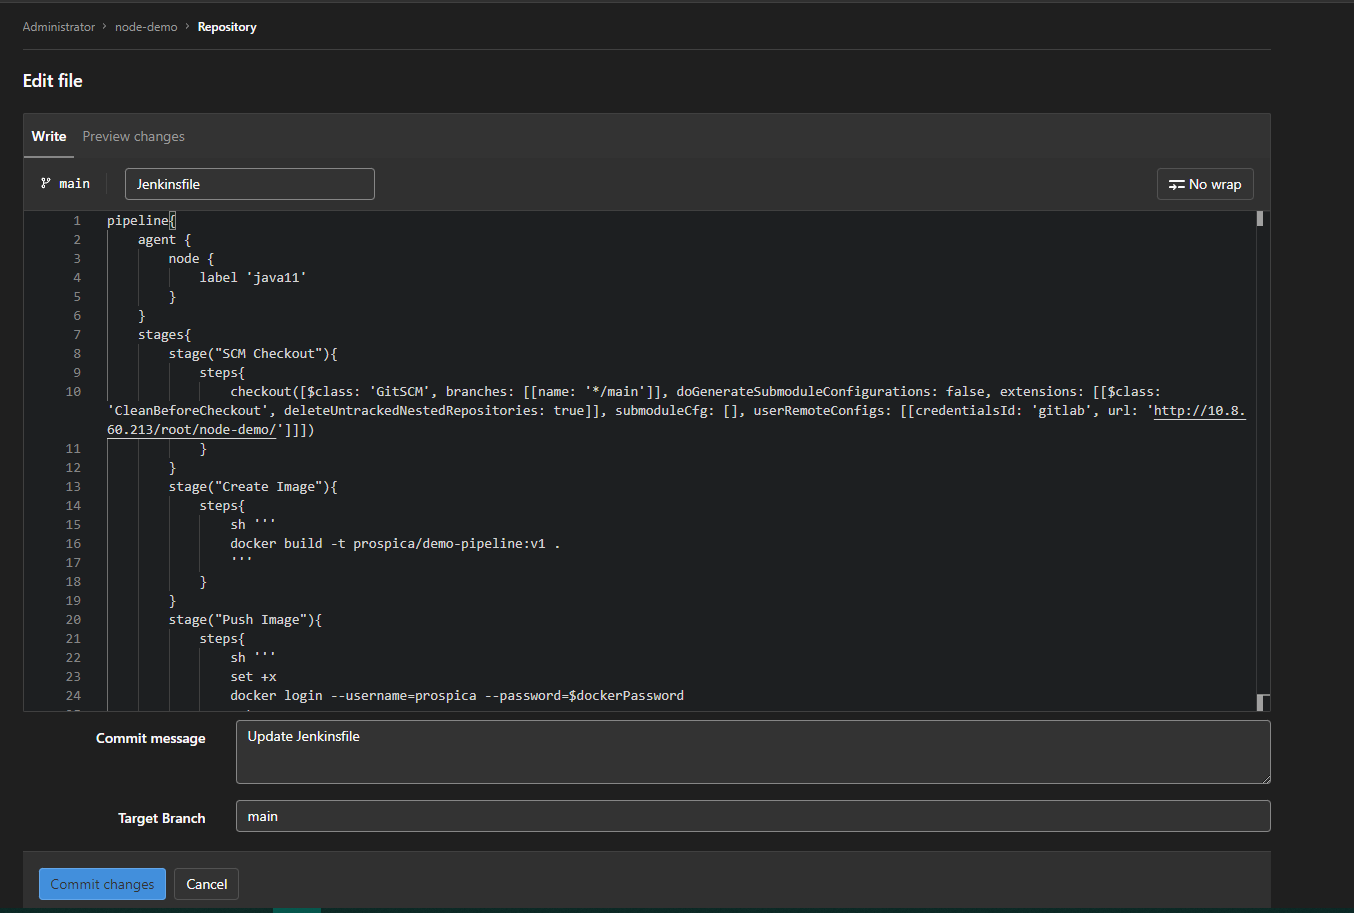 Administrator › node-demo › Repository
Edit file
Write Preview changes
main Jenkinsfile No wrap
1 pipeline{
2 agent {
3 node {
4 label 'java11'
5 }
6 }
7 stages{
8 stage("SCM Checkout"){
9 steps{
10 checkout([$class: 'GitSCM', branches: [[name: '*/main']], doGenerateSubmoduleConfigurations: false, extensions: [[$class:
'CleanBeforeCheckout', deleteUntrackedNestedRepositories: true]], submoduleCfg: [], userRemoteConfigs: [[credentialsId: 'gitlab', url: 'http://10.8.
60.213/root/node-demo/']]])
11 }
12 }
13 stage("Create Image"){
14 steps{
15 sh '''
16 docker build -t prospica/demo-pipeline:v1 .
17 '''
18 }
19 }
20 stage("Push Image"){
21 steps{
22 sh '''
23 set +x
24 docker login --username=prospica --password=$dockerPassword
Commit message Update Jenkinsfile
Target Branch main
Commit changes Cancel